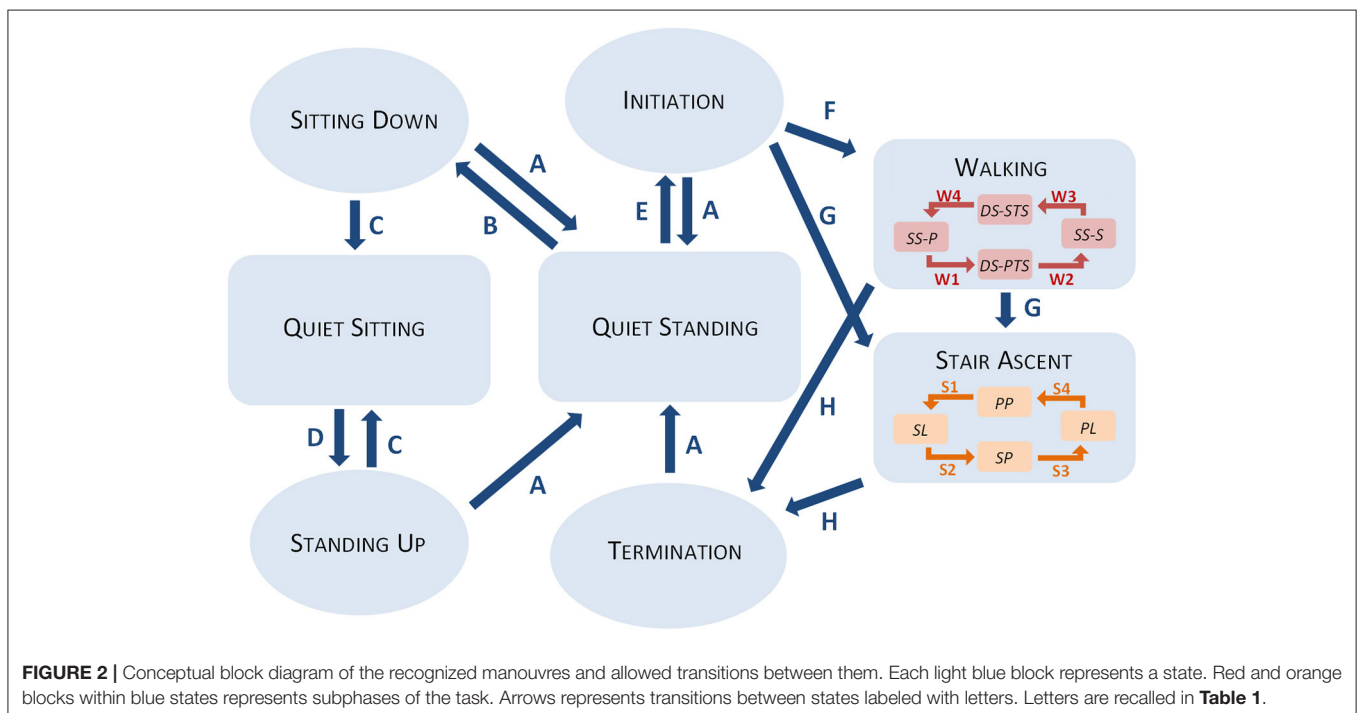 INITIATION
SITTING DOWN
F
A
WALKING
W4
W3
DS-STS
E
A
G
B
C
SS-P
SS-S
DS-PTS
W1
W2
QUIET SITTING
QUIET STANDING
G
STAIR ASCENT
S1
S4
PP
H
SL
PL
D
C
A
SP
S2
S3
A
H
STANDING UP
TERMINATION
FIGURE 2 | Conceptual block diagram of the recognized manouvres and allowed transitions between them. Each light blue block represents a state. Red and orange
blocks within blue states represents subphases of the task. Arrows represents transitions between states labeled with letters. Letters are recalled in Table 1.